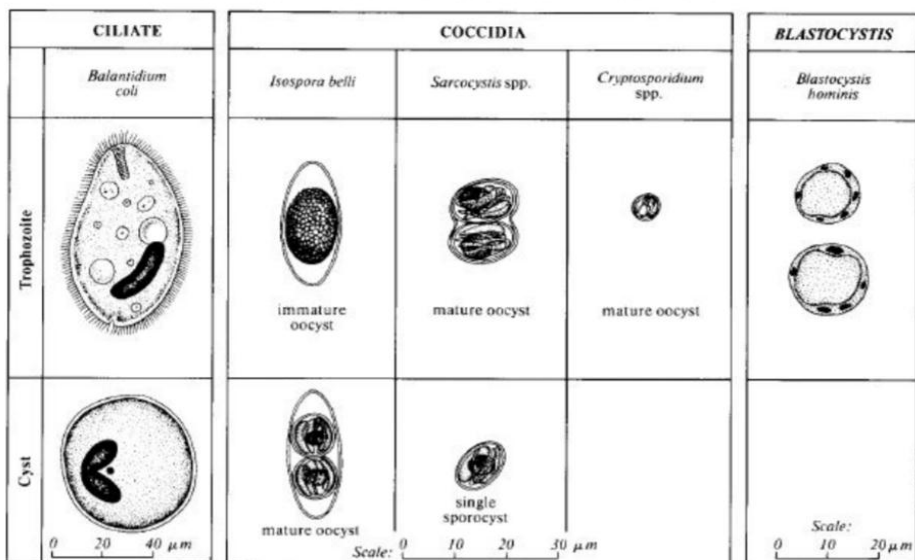 CILIATE
COCCIDIA
BLASTOCYSTIS
Balantidium
coli
Isospora belli
Sarcocystis spp.
Cryptosporidium
spp.
Blastocystis
hominis
Trophozoite
immature
oocyst
mature oocyst
mature oocyst
Cyst
mature oocyst
single
sporocyst
0 20 40 μm
Scale: 0 10 20 30 μm
Scale:
0 10 20 μm